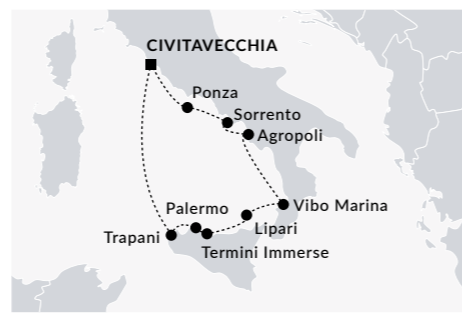 CIVITAVECCHIA
Ponza
Sorrento
Agropoli
Palermo
Vibo Marina
Lipari
Trapani
Termini Immerse